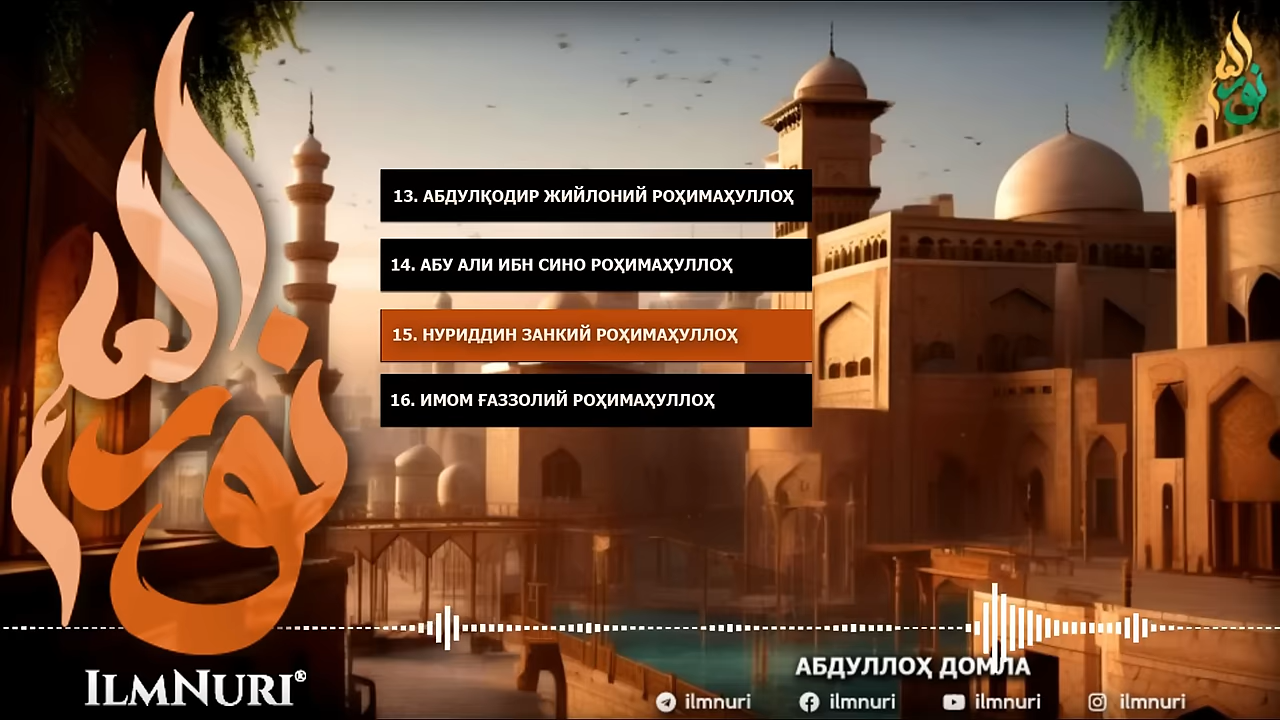 13. АБДУЛҚОДИР ЖИЙЛОНИЙ РОҲИМАҲУЛЛОҲ
14. АБУ АЛИ ИБН СИНО РОҲИМАҲУЛЛОҲ
15. НУРИДДИН ЗАНКИЙ РОҲИМАҲУЛЛОҲ
16. ИМОМ ҒАЗЗОЛИЙ РОҲИМАҲУЛЛОҲ
АБДУЛЛОҲ ДОМЛА
ILMNURI®
ilmnuri ilmnuri ilmnuri ilmnuri